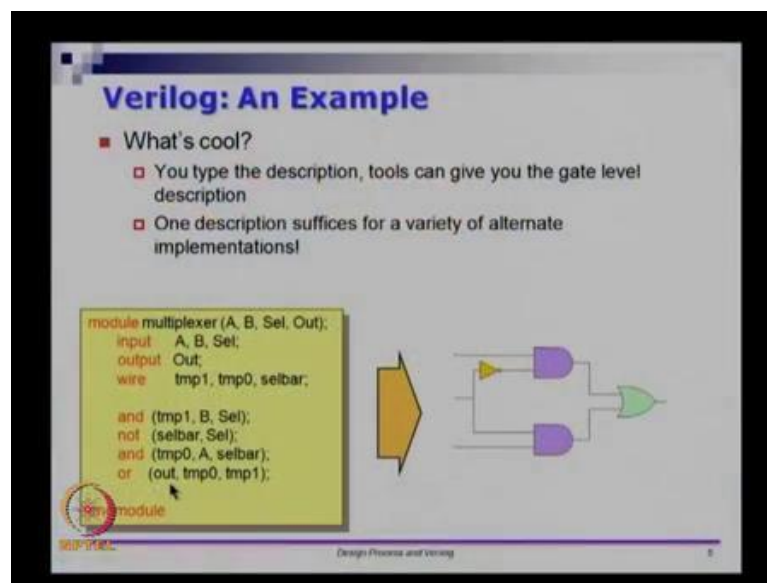 Verilog: An Example
What's cool?
You type the description, tools can give you the gate level
description
One description suffices for a variety of alternate
implementations!
module multiplexer (A, B, Sel, Out);
input A, B, Sel;
output Out;
wire tmp1, tmp0, selbar;
and (tmp1, B, Sel);
not (selbar, Sel);
and (tmp0, A, selbar);
or (out, tmp0, tmp1);
endmodule
NPTEL
Design Process and Verilog